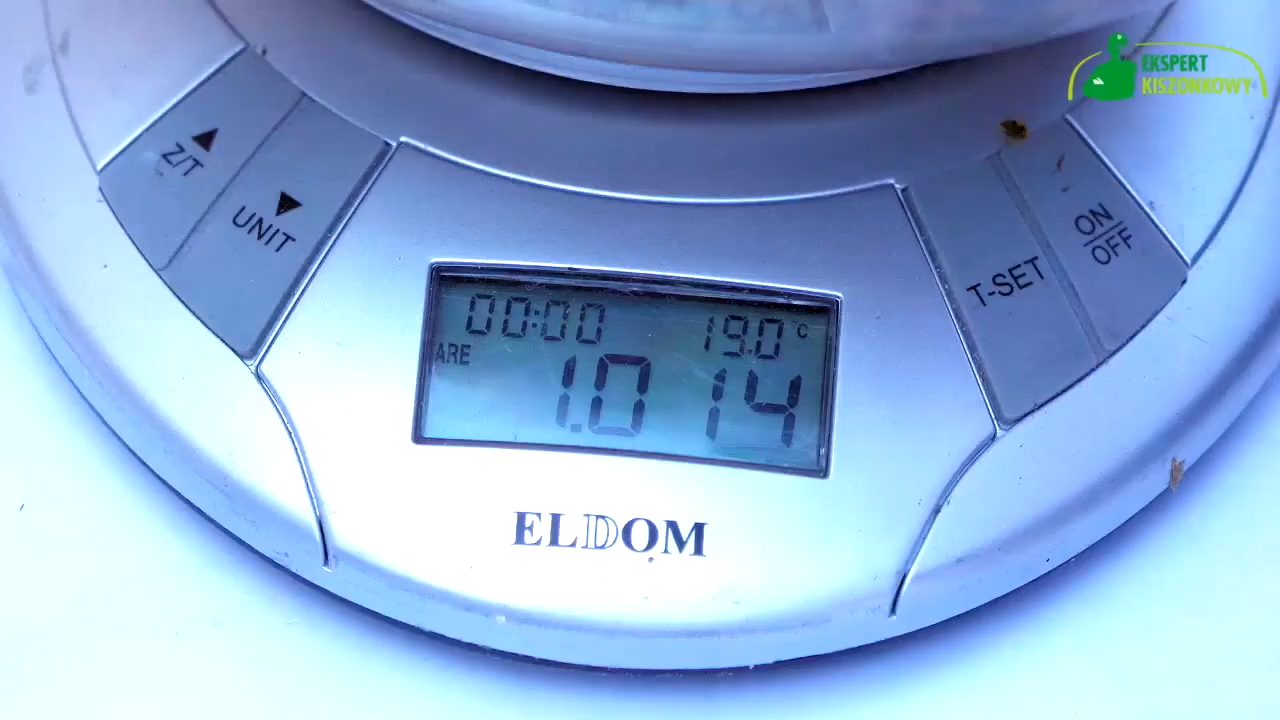 EKSPERT
KISZONKOWY
Z/T
UNIT
ON
OFF
T-SET
00:00 19.0 °C
ARE
1.014
ELDOM